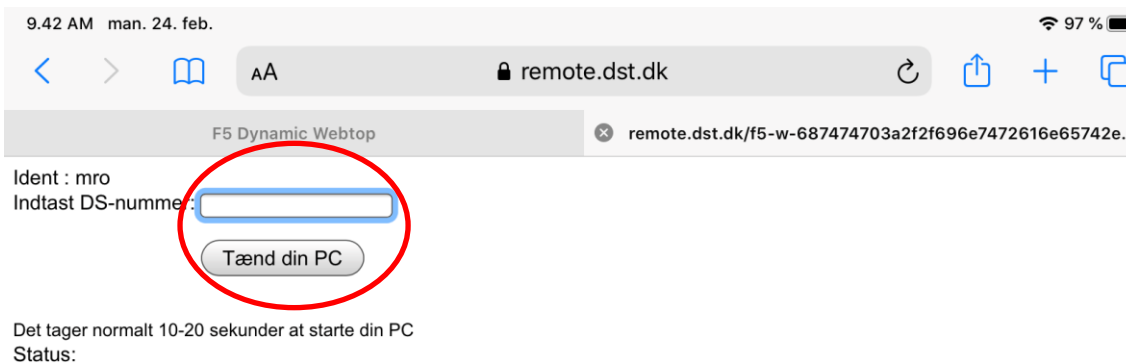 9.42 AM man. 24. feb. 97 %
AA remote.dst.dk
F5 Dynamic Webtop remote.dst.dk/f5-w-687474703a2f2f696e7472616e65742e.
Ident : mro
Indtast DS-nummer:
Tænd din PC
Det tager normalt 10-20 sekunder at starte din PC
Status: